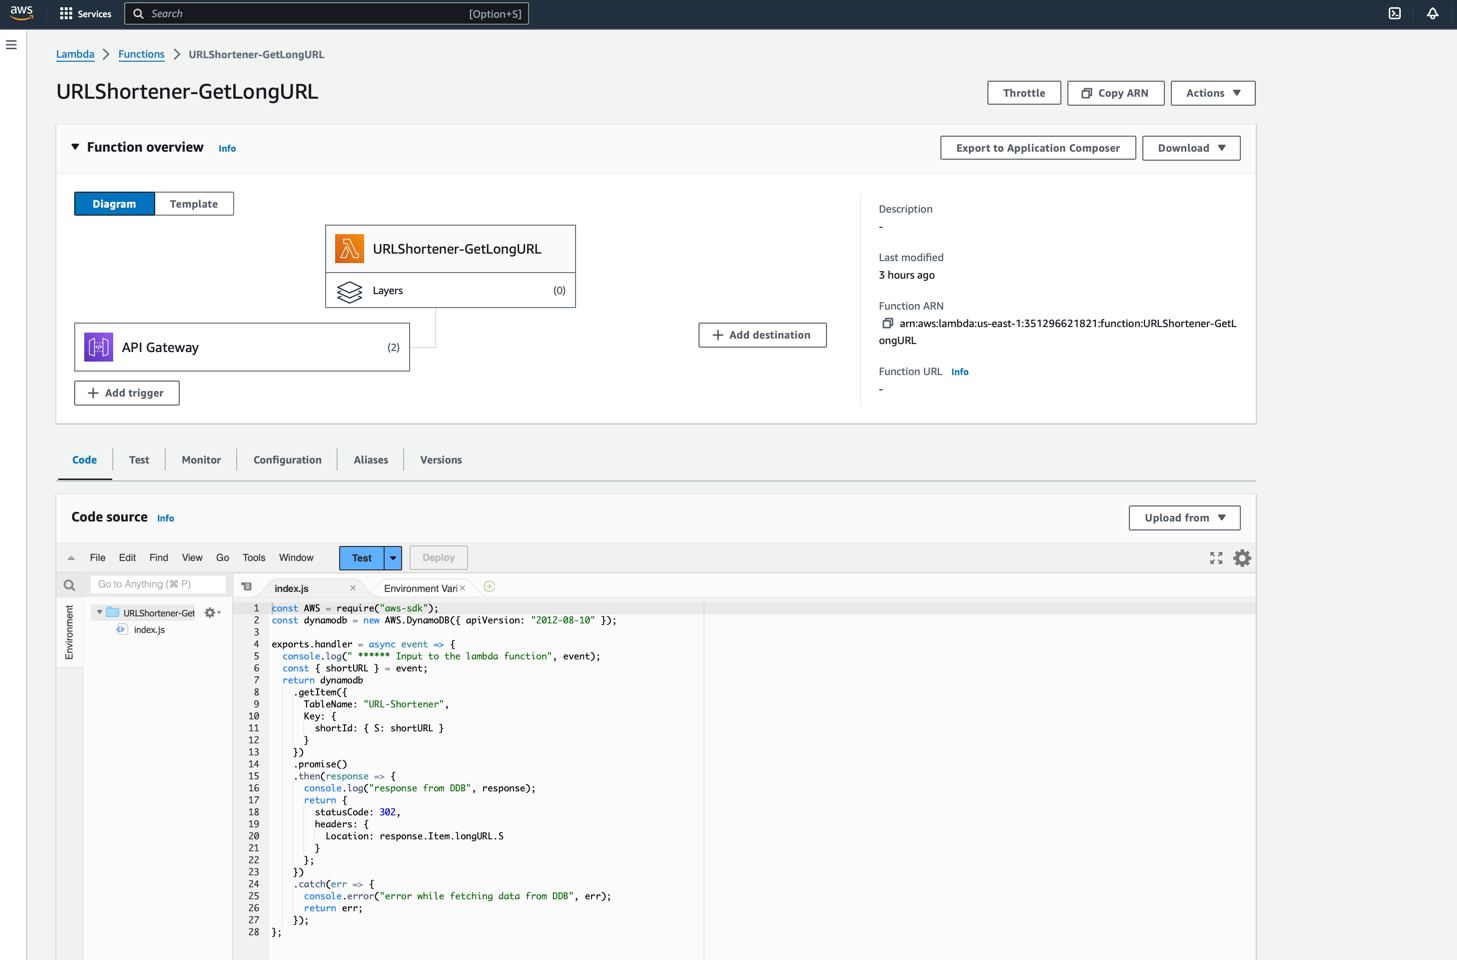 aws Services Search [Option+S]
Lambda > Functions > URLShortener-GetLongURL
URLShortener-GetLongURL
Throttle Copy ARN Actions ▼
▼ Function overview Info
Export to Application Composer Download ▼
Diagram Template
URLShortener-GetLongURL
Layers (0)
API Gateway (2)
+ Add destination
+ Add trigger
Description
-
Last modified
3 hours ago
Function ARN
arn:aws:lambda:us-east-1:351296621821:function:URLShortener-GetL
ongURL
Function URL Info
-
Code Test Monitor Configuration Aliases Versions
Code source Info
Upload from ▼
File Edit Find View Go Tools Window Test Deploy
Go to Anything (⌘ P)
index.js × Environment Vari ×
Environment
URLShortener-Get
index.js
1 const AWS = require("aws-sdk");
2 const dynamodb = new AWS.DynamoDB({ apiVersion: "2012-08-10" });
3
4 exports.handler = async event => {
5   console.log(" ****** Input to the lambda function", event);
6   const { shortURL } = event;
7   return dynamodb
8     .getItem({
9       TableName: "URL-Shortener",
10       Key: {
11         shortId: { S: shortURL }
12       }
13     })
14     .promise()
15     .then(response => {
16       console.log("response from DDB", response);
17       return {
18         statusCode: 302,
19         headers: {
20           Location: response.Item.longURL.S
21         }
22       };
23     })
24     .catch(err => {
25       console.error("error while fetching data from DDB", err);
26       return err;
27     });
28 };